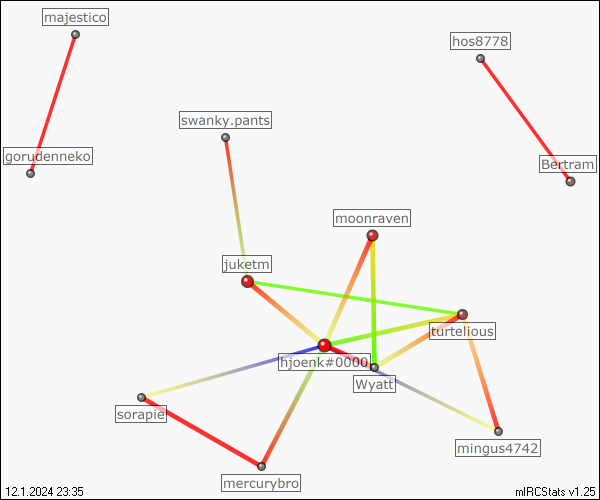 majestico
hos8778
swanky.pants
gorudenneko
Bertram
moonraven
juketm
turtelious
hjoenk#0000
Wyatt
sorapie
mingus4742
mercurybro
12.1.2024 23:35
mIRCStats v1.25